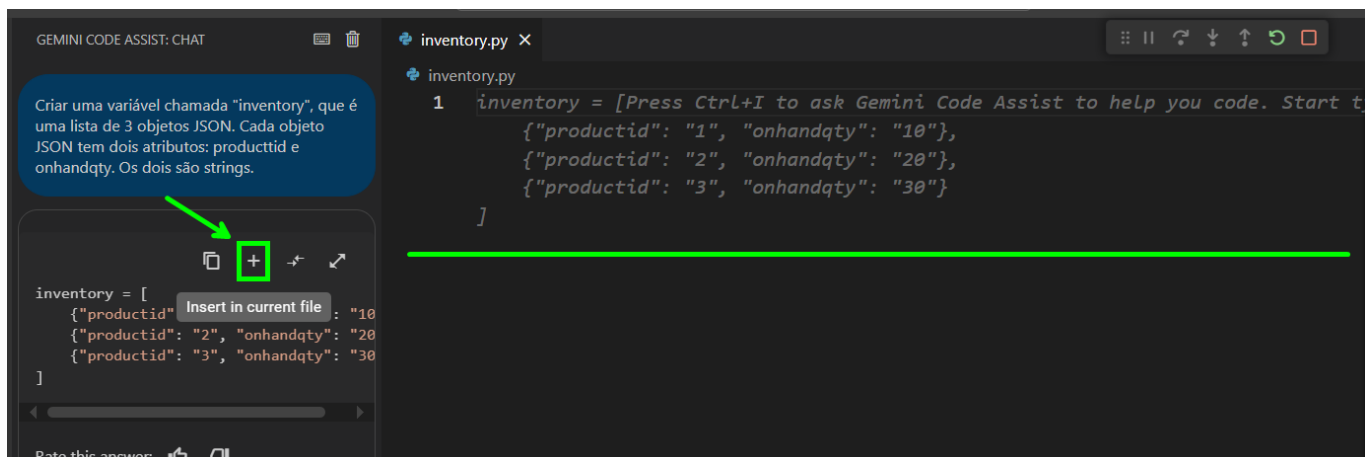 GEMINI CODE ASSIST: CHAT
Criar uma variável chamada "inventory", que é
uma lista de 3 objetos JSON. Cada objeto
JSON tem dois atributos: producttid e
onhandqty. Os dois são strings.
Insert in current file
inventory = [
{"productid" : "10
{"productid": "2", "onhandqty": "20
{"productid": "3", "onhandqty": "30
]
Rate this answer:
inventory.py
inventory.py
1 inventory = [Press Ctrl+I to ask Gemini Code Assist to help you code. Start t
{"productid": "1", "onhandqty": "10"},
{"productid": "2", "onhandqty": "20"},
{"productid": "3", "onhandqty": "30"}
]